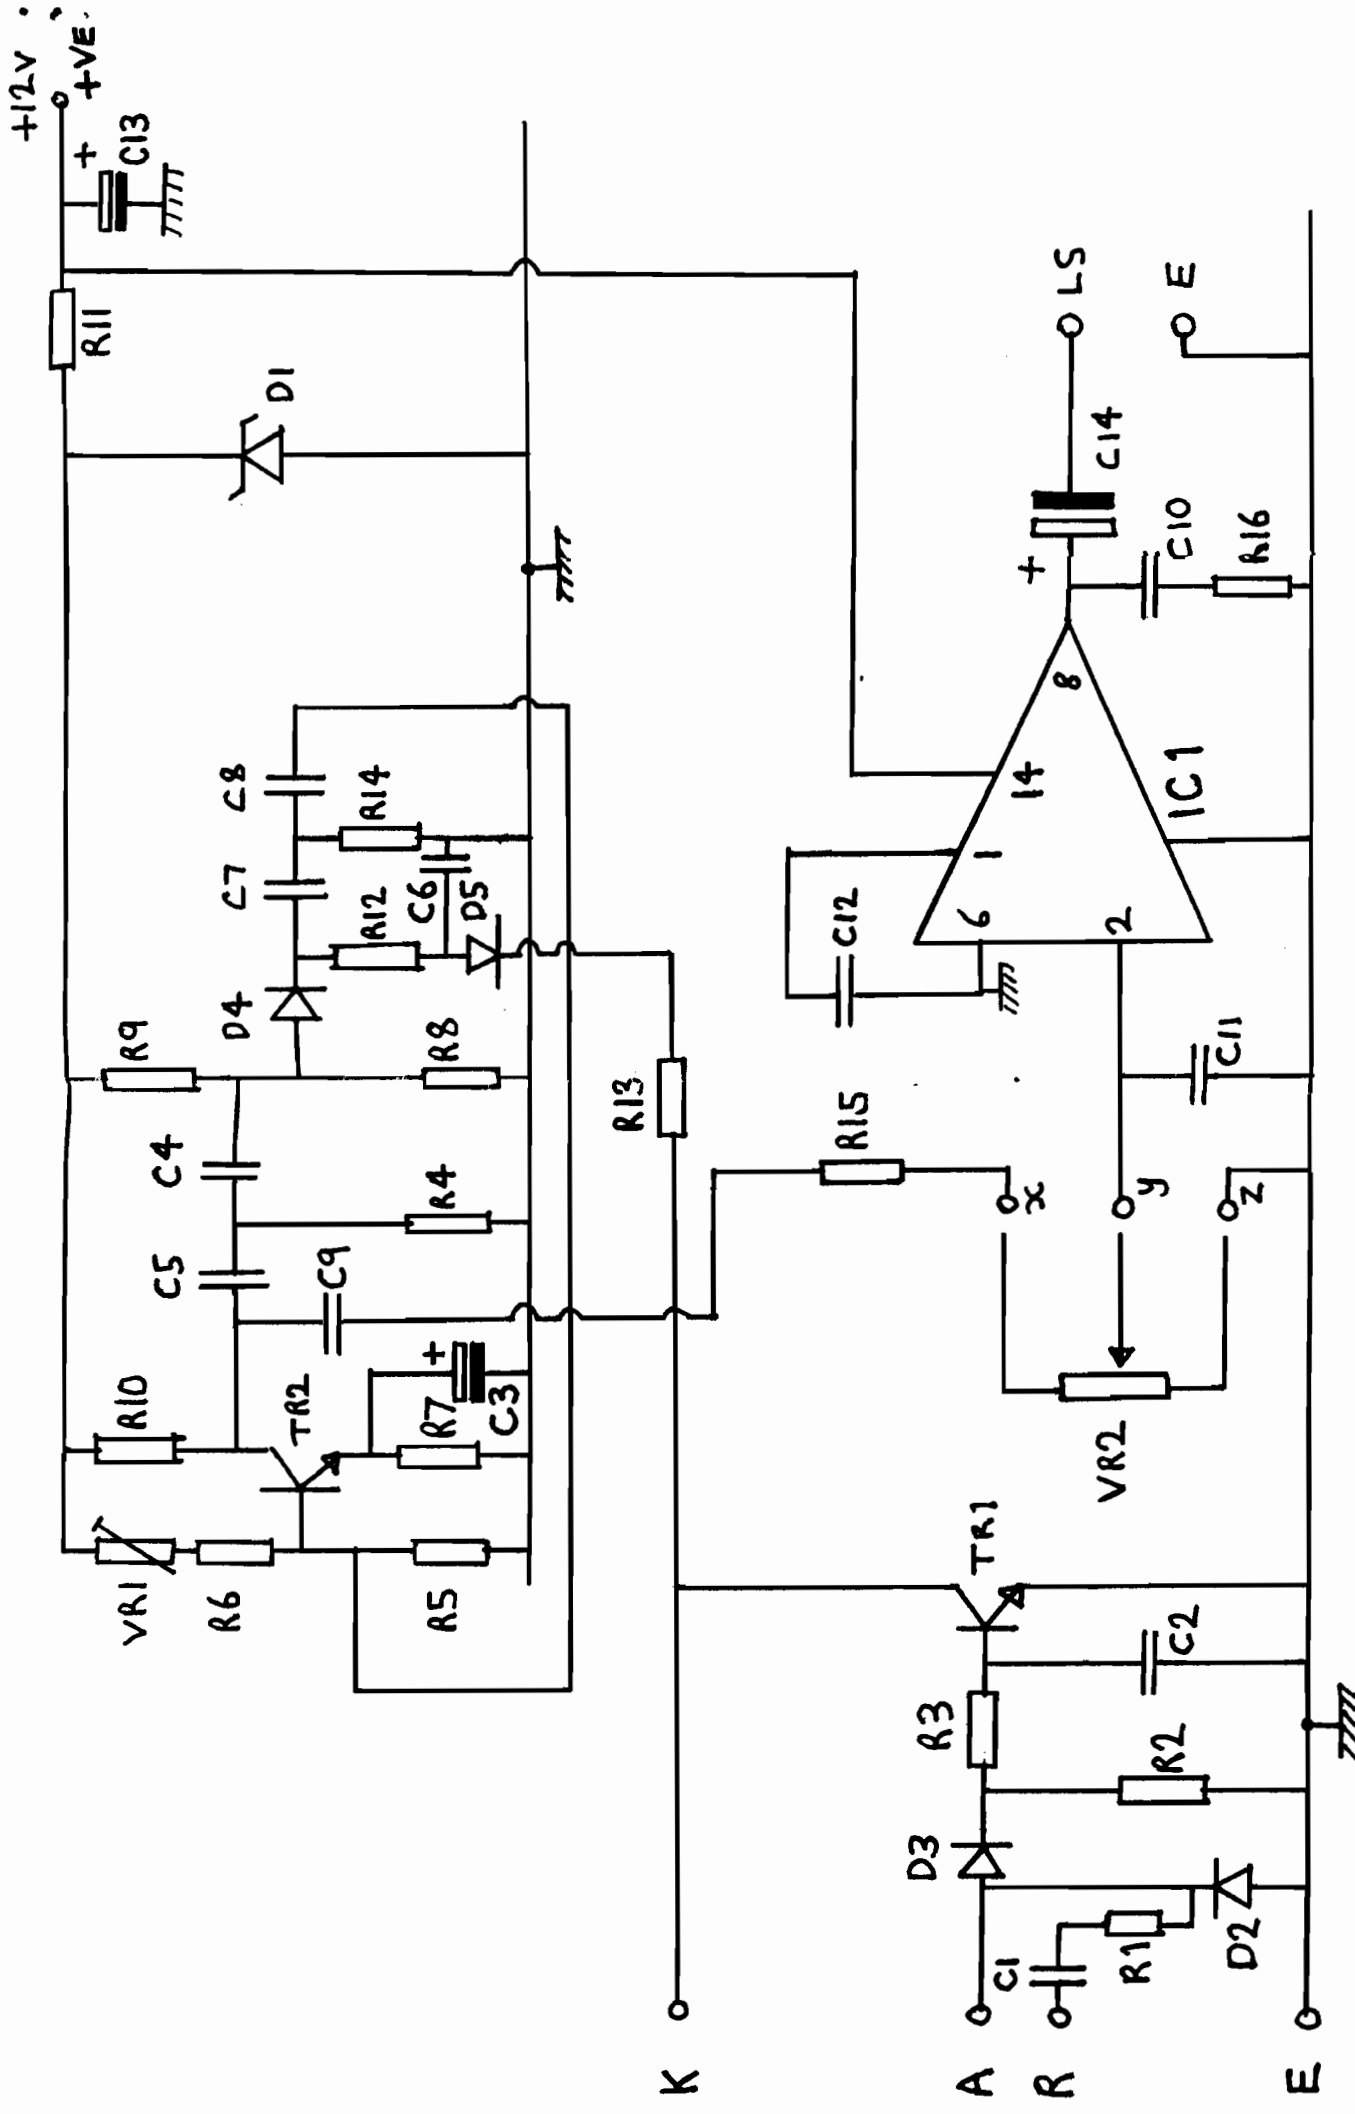 +12V
+VE.
R11
+
C13
VR1
R10
R9
C5
C4
R6
D4
C7
C8
D1
TR2
C9
R12
R14
R5
R7
+
R4
R8
C6
D5
C3
R13
K
R15
C12
D3
R3
A
TR1
6
1
C1
x
14
+
R
8
LS
VR2
2
C14
R1
y
R2
C2
IC1
C10
E
D2
z
C11
R16
E